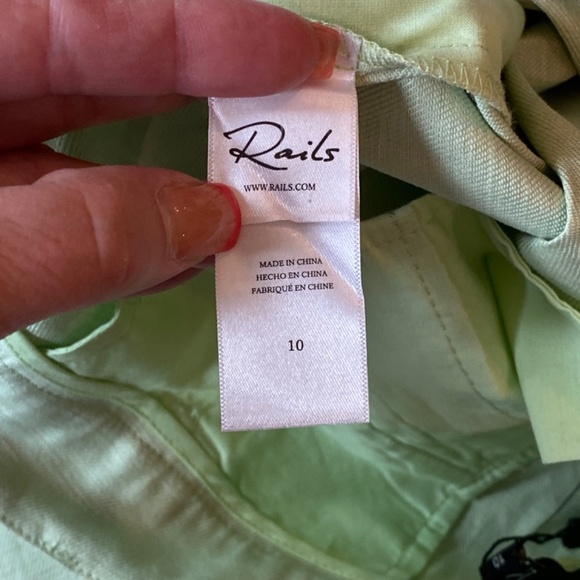 Rails
WWW.RAILS.COM
MADE IN CHINA
HECHO EN CHINA
FABRIQUÉ EN CHINE
10